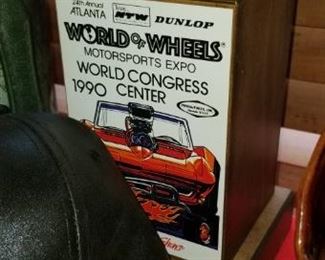 24th Annual
ATLANTA
NTW DUNLOP
WORLD OF WHEELS
MOTORSPORTS EXPO
WORLD CONGRESS
1990 CENTER